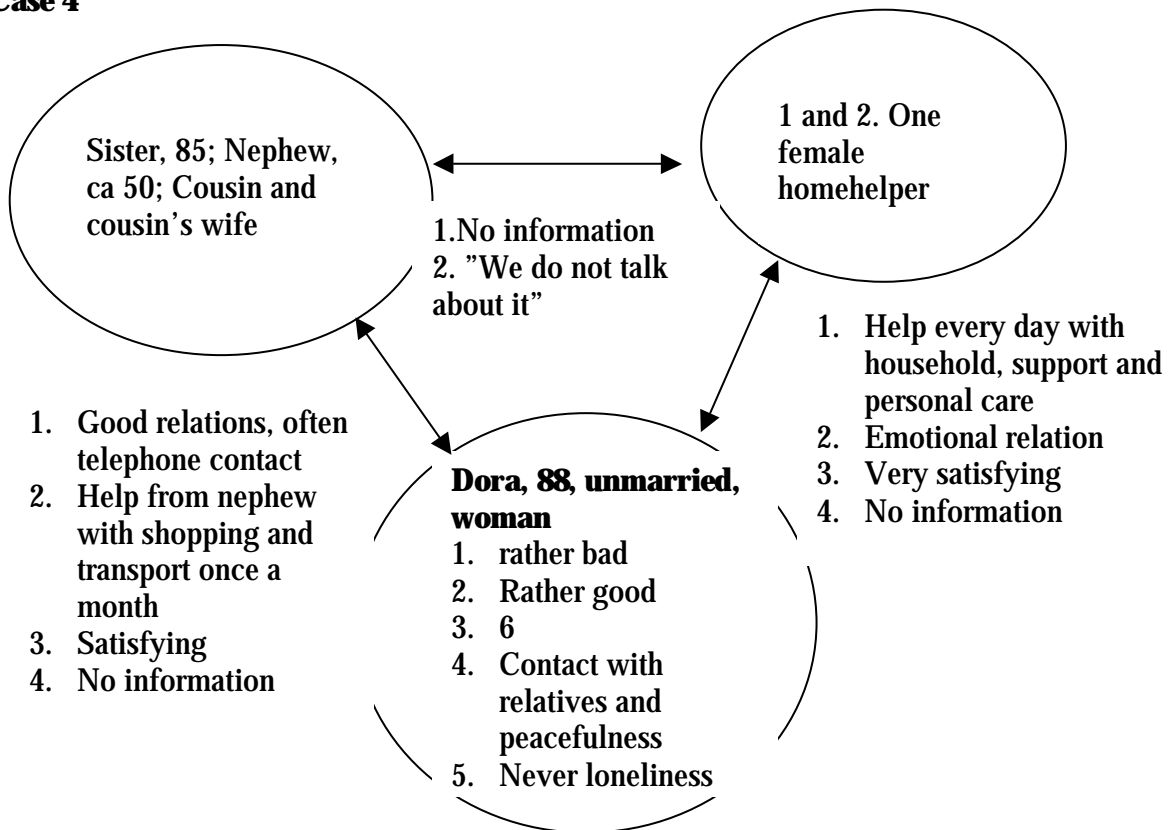 Case 4
Sister, 85; Nephew,
ca 50; Cousin and
cousin’s wife
1 and 2. One
female
homehelper
1.No information
2. ”We do not talk
about it”
1. Good relations, often
telephone contact
2. Help from nephew
with shopping and
transport once a
month
3. Satisfying
4. No information
1. Help every day with
household, support and
personal care
2. Emotional relation
3. Very satisfying
4. No information
Dora, 88, unmarried,
woman
1. rather bad
2. Rather good
3. 6
4. Contact with
relatives and
peacefulness
5. Never loneliness